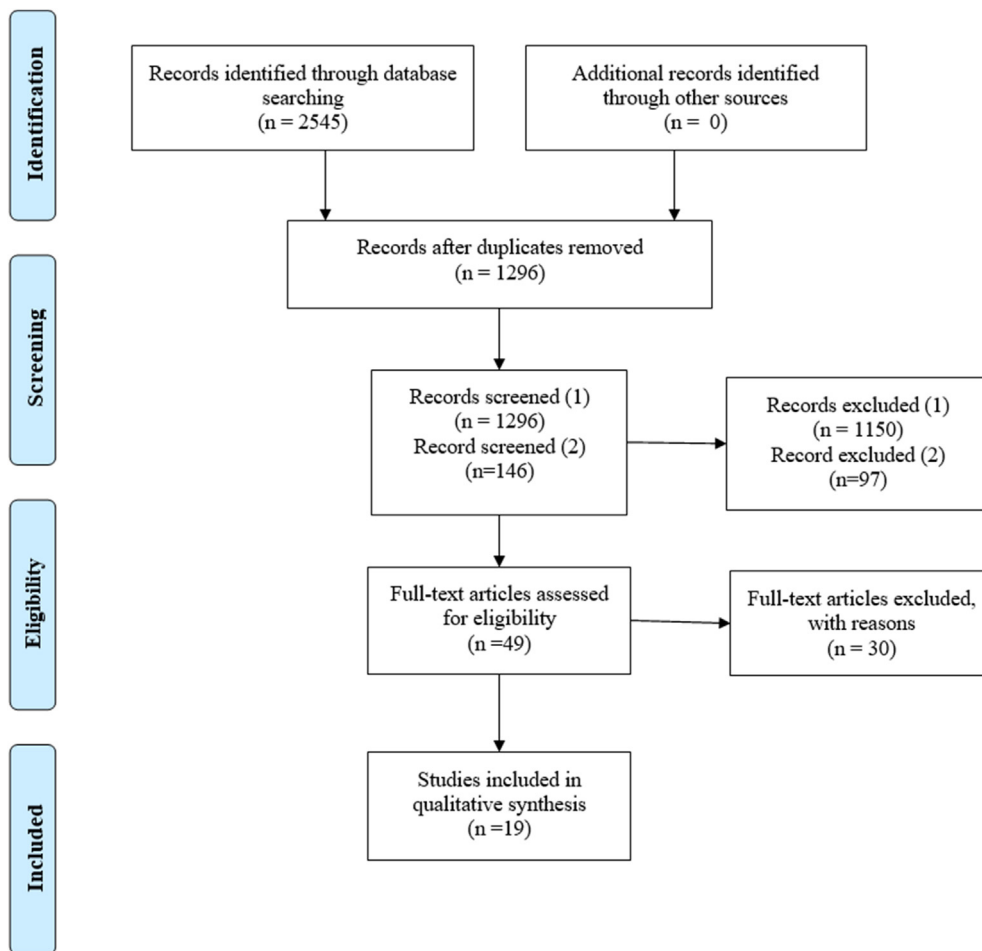 Identification
Records identified through database
searching
(n = 2545)
Additional records identified
through other sources
(n = 0)
Records after duplicates removed
(n = 1296)
Screening
Records screened (1)
(n = 1296)
Record screened (2)
(n=146)
Records excluded (1)
(n = 1150)
Record excluded (2)
(n=97)
Eligibility
Full-text articles assessed
for eligibility
(n =49)
Full-text articles excluded,
with reasons
(n = 30)
Included
Studies included in
qualitative synthesis
(n =19)